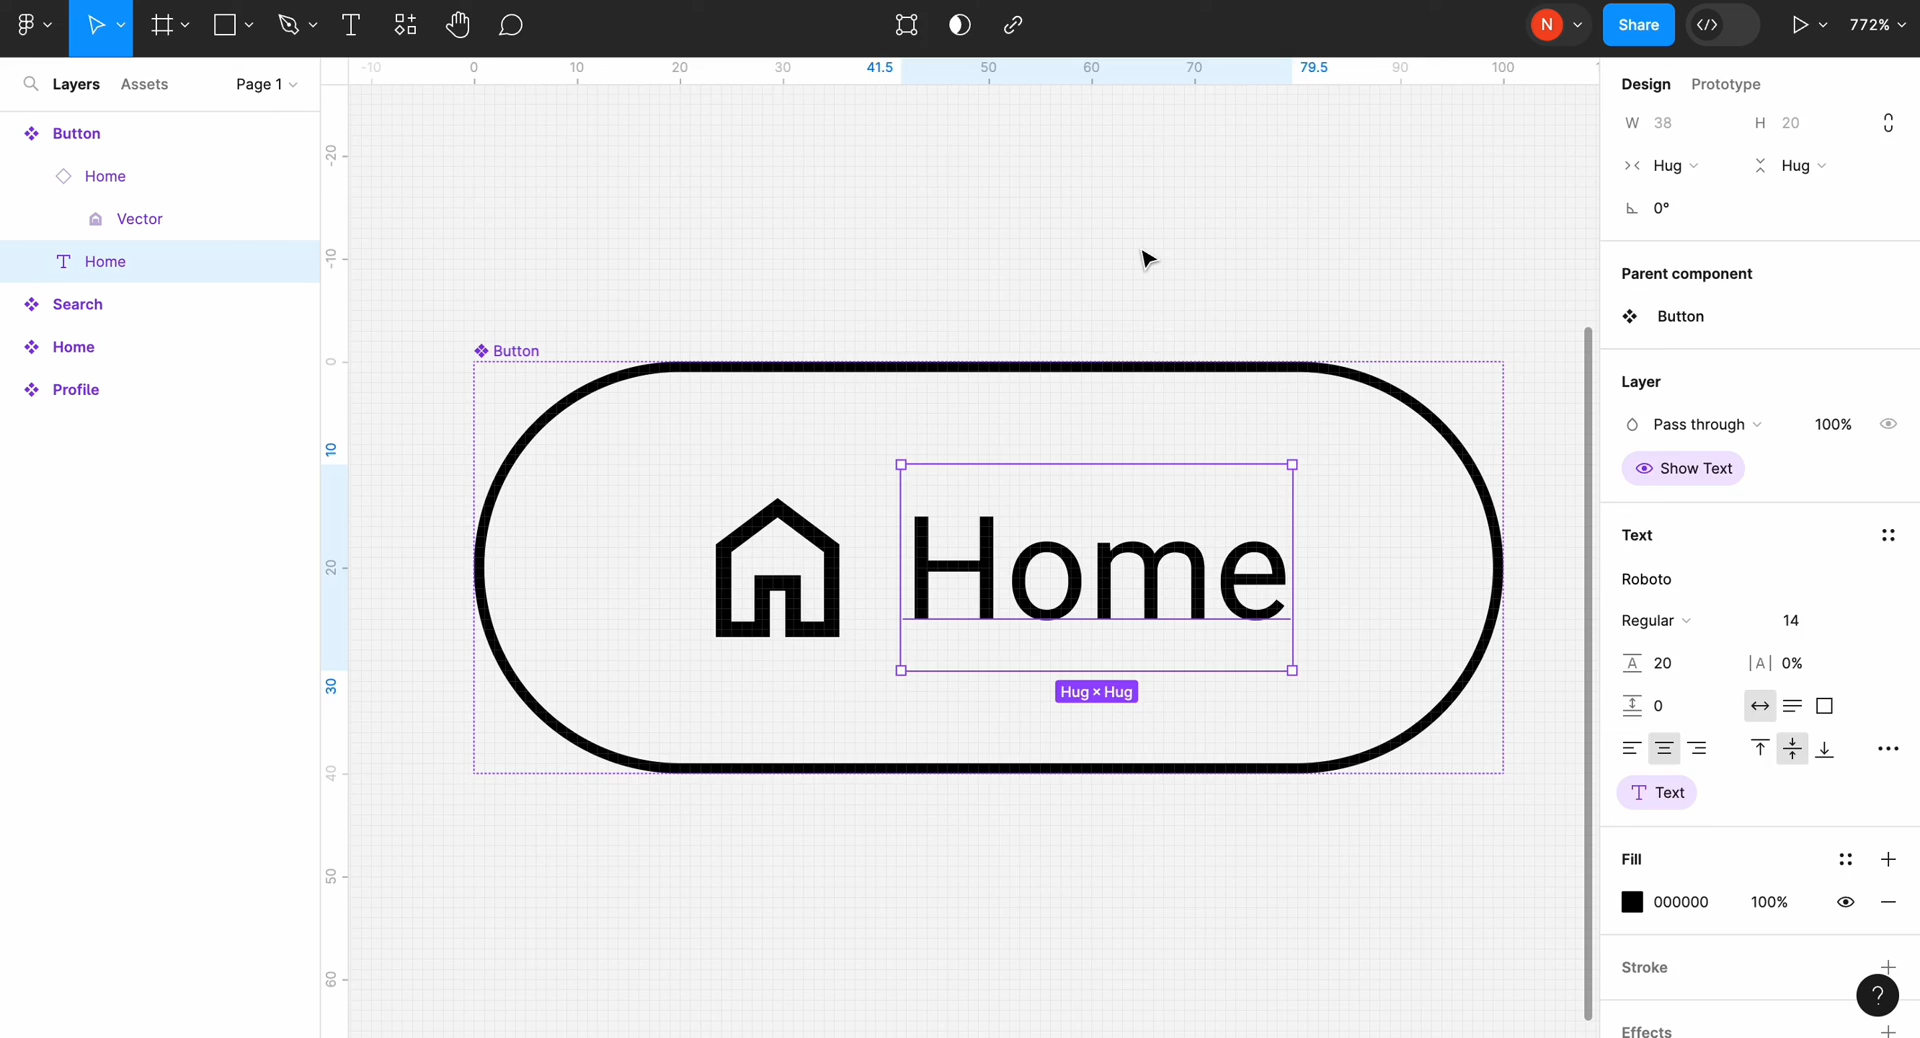 N
Share
772%
Layers
Assets
Page 1
Button
Home
Vector
Home
Search
Home
Profile
-10
0
10
20
30
41.5
50
60
70
79.5
90
100
-20
-10
0
10
20
30
40
50
60
Button
Home
Hug × Hug
Design
Prototype
W 38
H 20
Hug
Hug
0°
Parent component
Button
Layer
Pass through
100%
Show Text
Text
Roboto
Regular
14
A 20
|A| 0%
0
T Text
Fill
000000
100%
Stroke
Effects
?